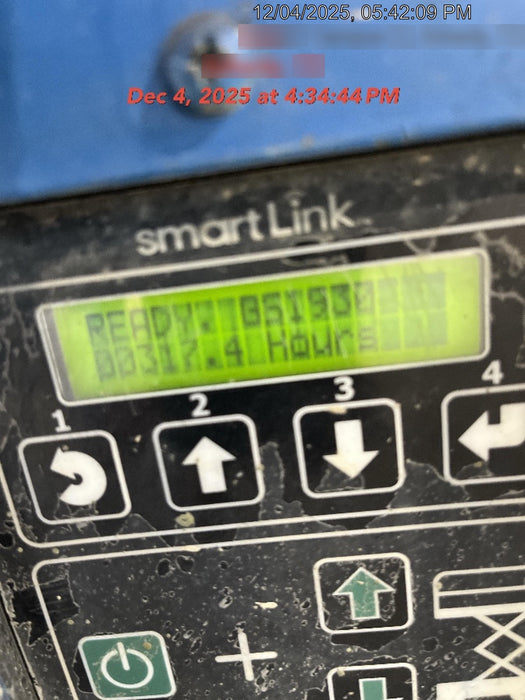 12/04/2025, 05:42:09 PM
Dec 4, 2025 at 4:34:44 PM
smartLink
READY. GS1930
00317.4 Hours
1 2 3 4